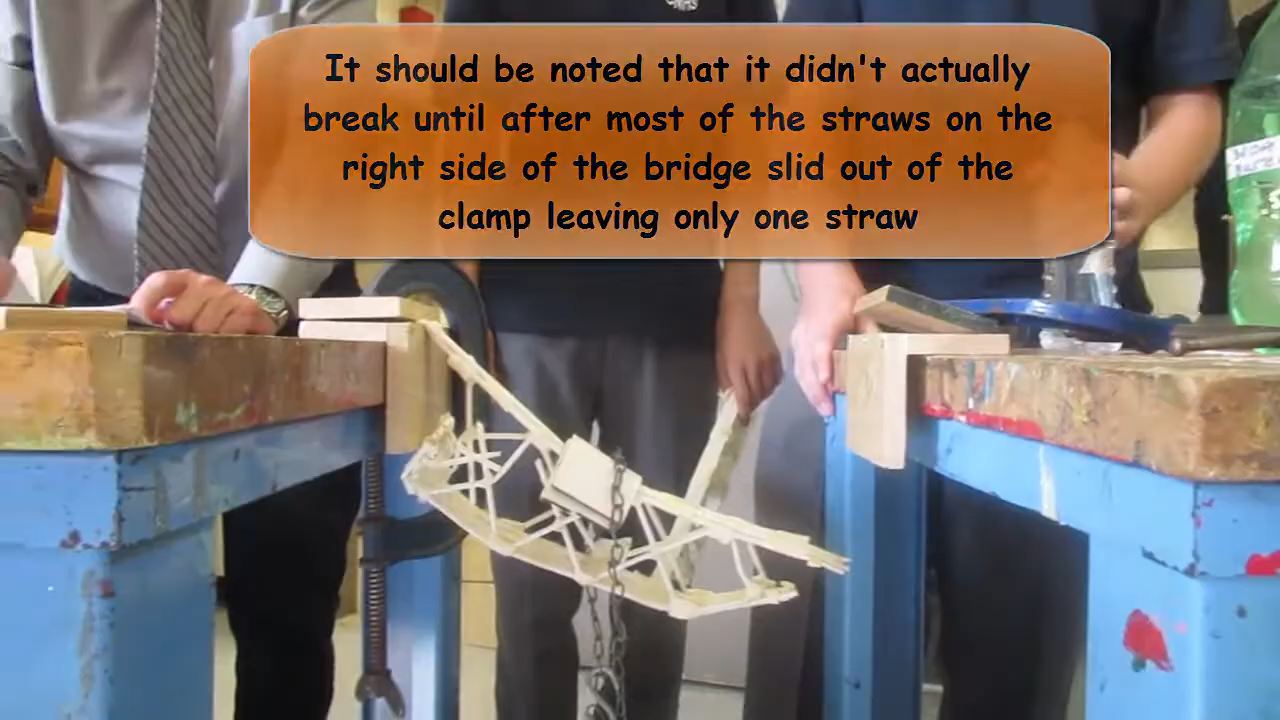 It should be noted that it didn't actually
break until after most of the straws on the
right side of the bridge slid out of the
clamp leaving only one straw